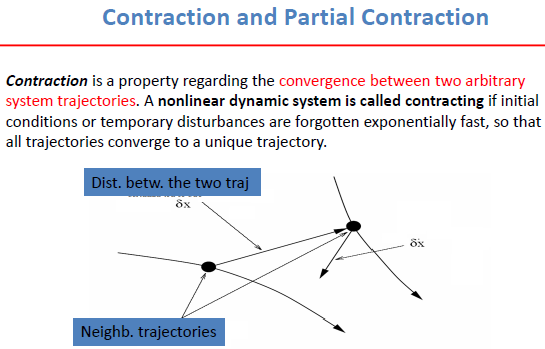 Contraction and Partial Contraction
Contraction is a property regarding the convergence between two arbitrary
system trajectories. A nonlinear dynamic system is called contracting if initial
conditions or temporary disturbances are forgotten exponentially fast, so that
all trajectories converge to a unique trajectory.
Dist. betw. the two traj
δx
δẋ
Neighb. trajectories